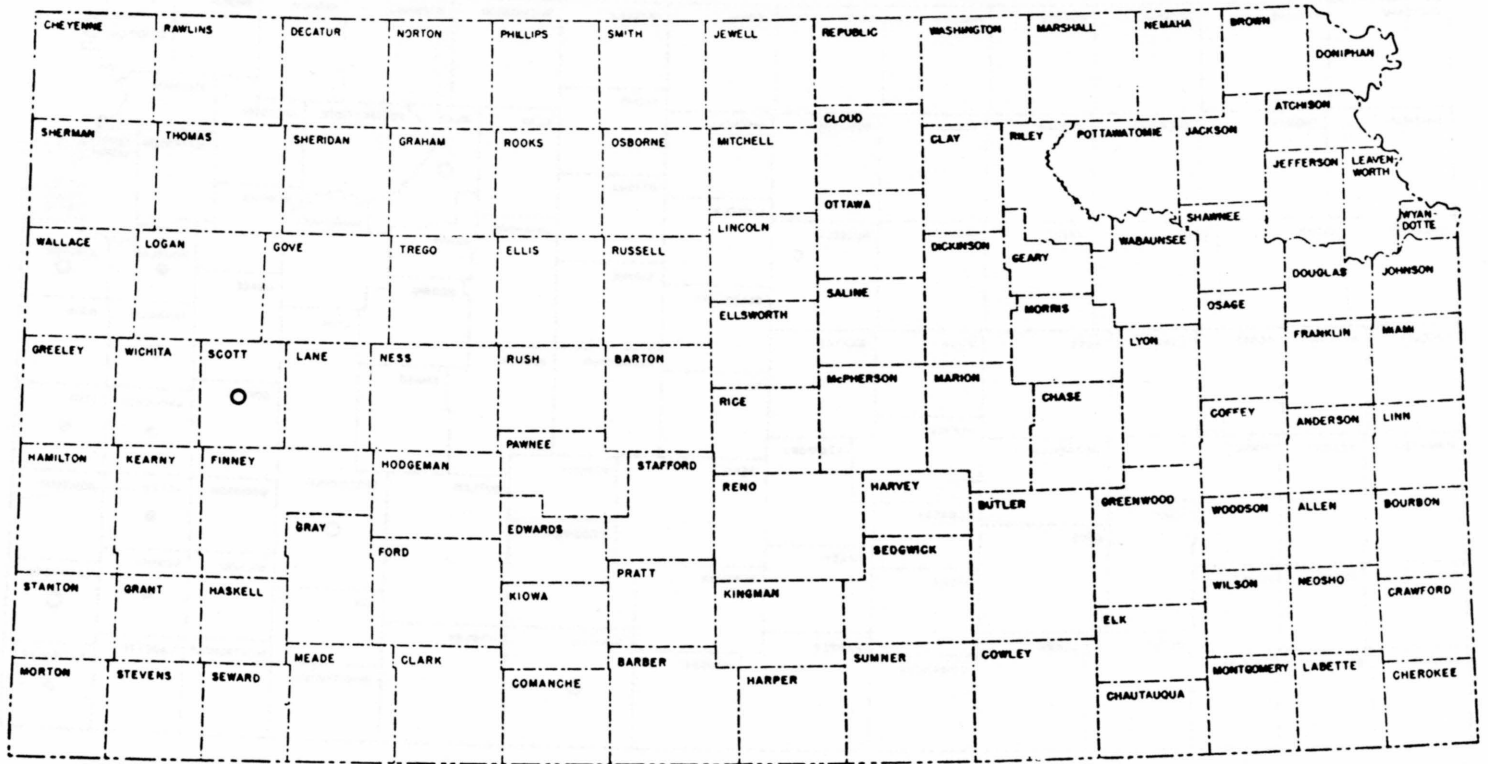 CHEYENNE
RAWLINS
DECATUR
NORTON
PHILLIPS
SMITH
JEWELL
REPUBLIC
WASHINGTON
MARSHALL
NEMAHA
BROWN
DONIPHAN
SHERMAN
THOMAS
SHERIDAN
GRAHAM
ROOKS
OSBORNE
MITCHELL
CLOUD
CLAY
RILEY
POTTAWATOMIE
JACKSON
ATCHISON
JEFFERSON
LEAVEN-
WORTH
WYAN-
DOTTE
WALLACE
LOGAN
GOVE
TREGO
ELLIS
RUSSELL
LINCOLN
OTTAWA
DICKINSON
GEARY
WABAUNSEE
SHAWNEE
DOUGLAS
JOHNSON
SALINE
ELLSWORTH
MORRIS
OSAGE
LYON
FRANKLIN
MIAMI
GREELEY
WICHITA
SCOTT
LANE
NESS
RUSH
BARTON
RICE
McPHERSON
MARION
CHASE
COFFEY
ANDERSON
LINN
HAMILTON
KEARNY
FINNEY
HODGEMAN
PAWNEE
STAFFORD
RENO
HARVEY
BUTLER
GREENWOOD
WOODSON
ALLEN
BOURBON
GRAY
FORD
EDWARDS
SEDGWICK
STANTON
GRANT
HASKELL
KIOWA
PRATT
KINGMAN
ELK
WILSON
NEOSHO
CRAWFORD
MORTON
STEVENS
SEWARD
MEADE
CLARK
COMANCHE
BARBER
HARPER
SUMNER
COWLEY
CHAUTAUQUA
MONTGOMERY
LABETTE
CHEROKEE